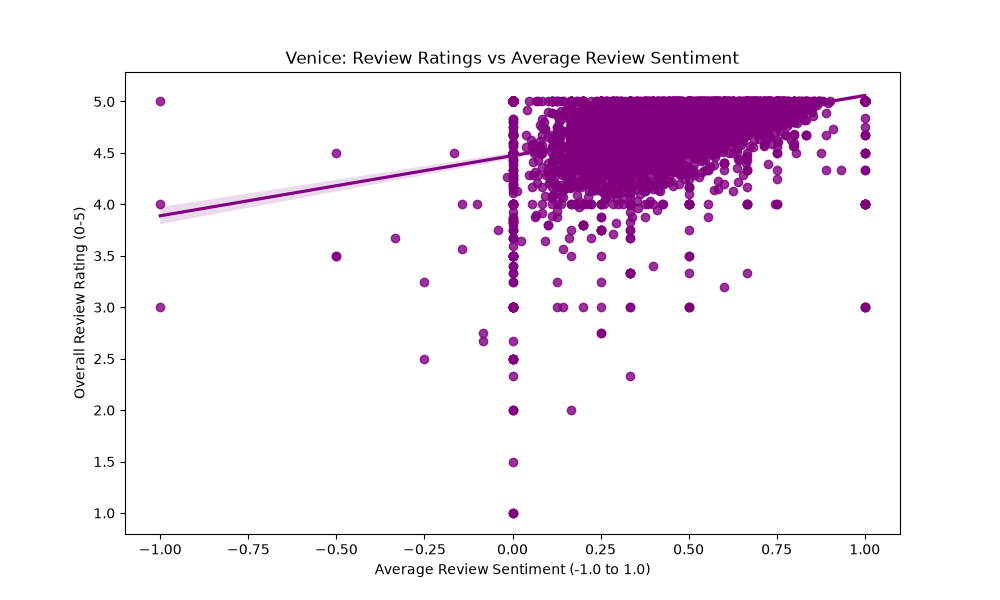 Venice: Review Ratings vs Average Review Sentiment
Overall Review Rating (0-5)
5.0
4.5
4.0
3.5
3.0
2.5
2.0
1.5
1.0
−1.00 −0.75 −0.50 −0.25 0.00 0.25 0.50 0.75 1.00
Average Review Sentiment (-1.0 to 1.0)